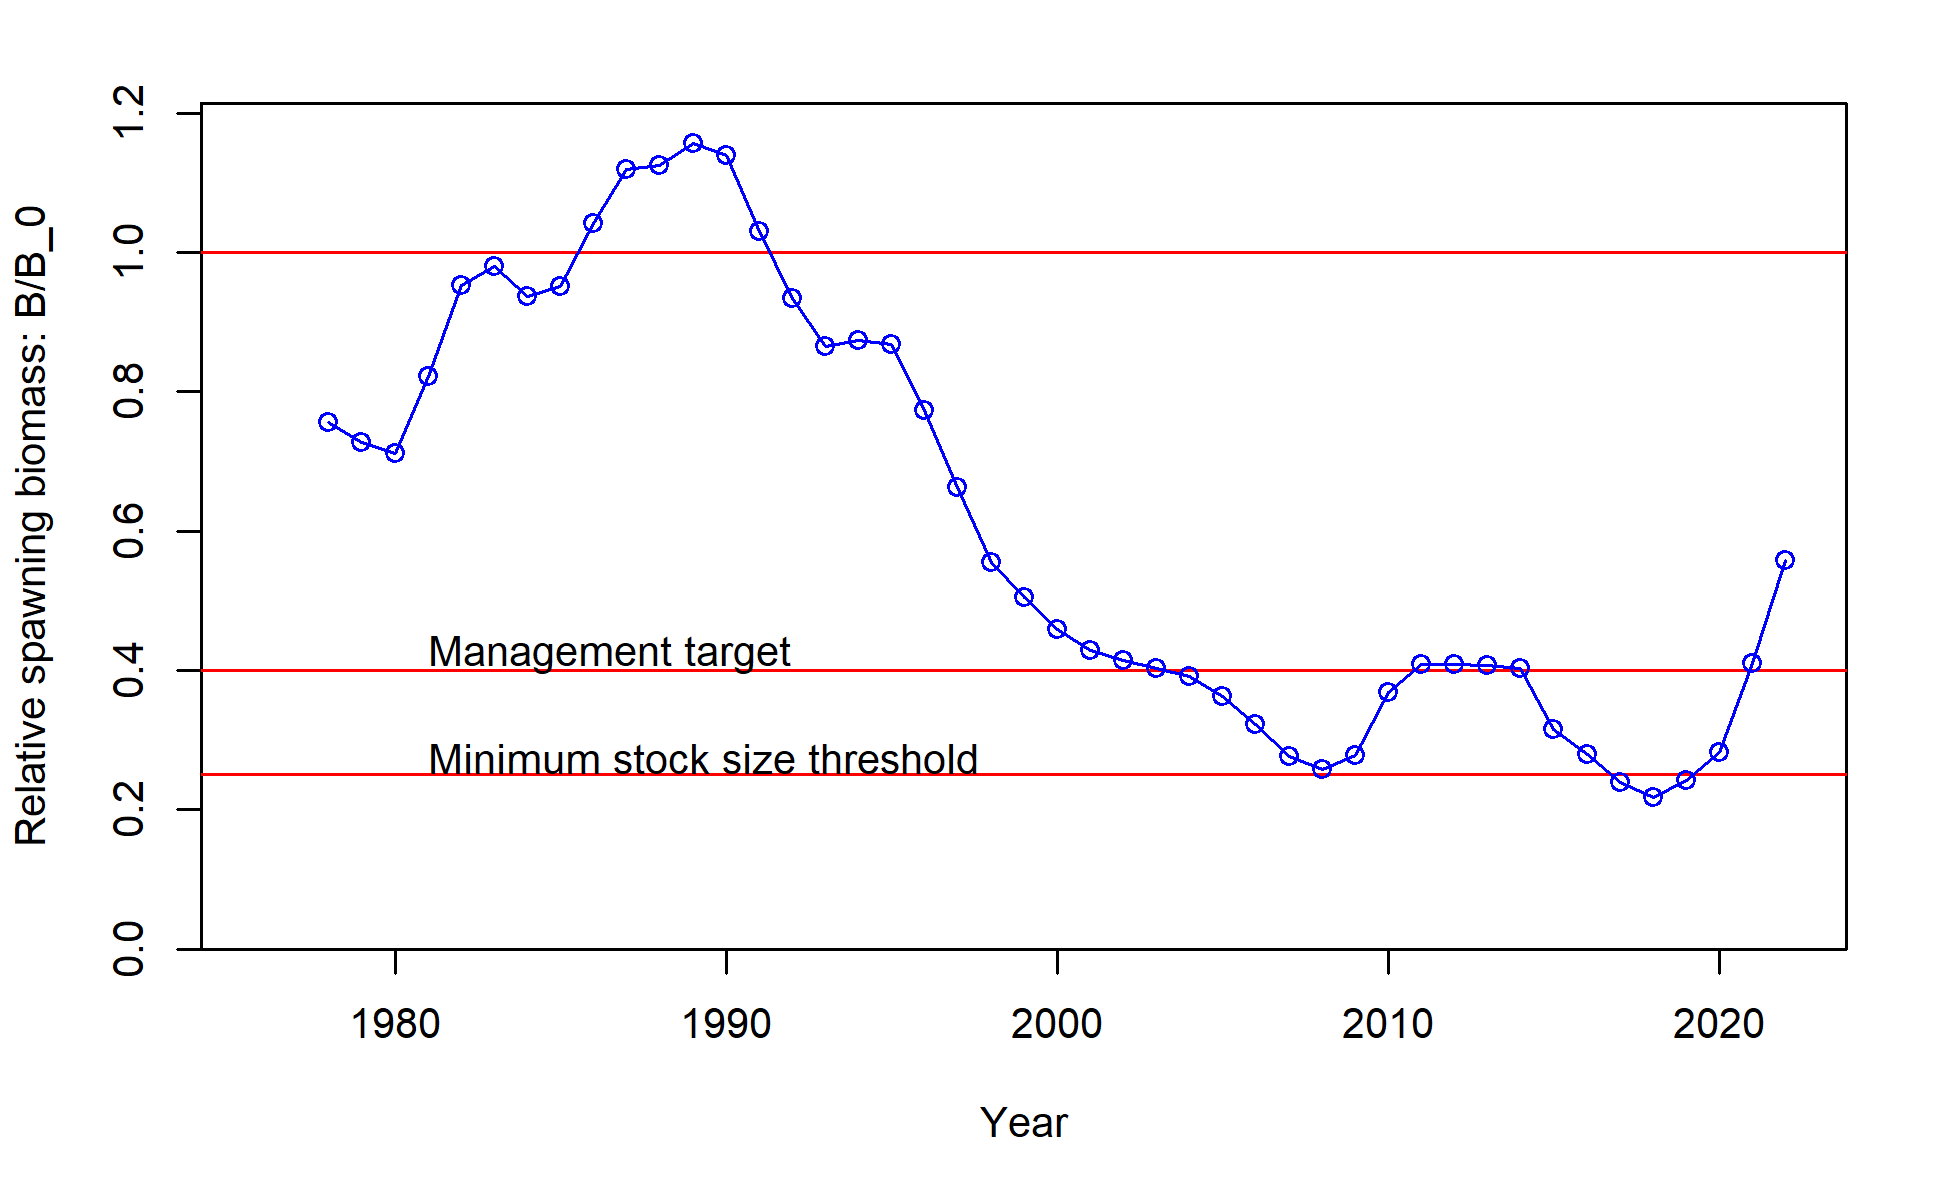 Relative spawning biomass: B/B_0
1.2
1.0
0.8
0.6
0.4
0.2
0.0
Management target
Minimum stock size threshold
1980 1990 2000 2010 2020
Year